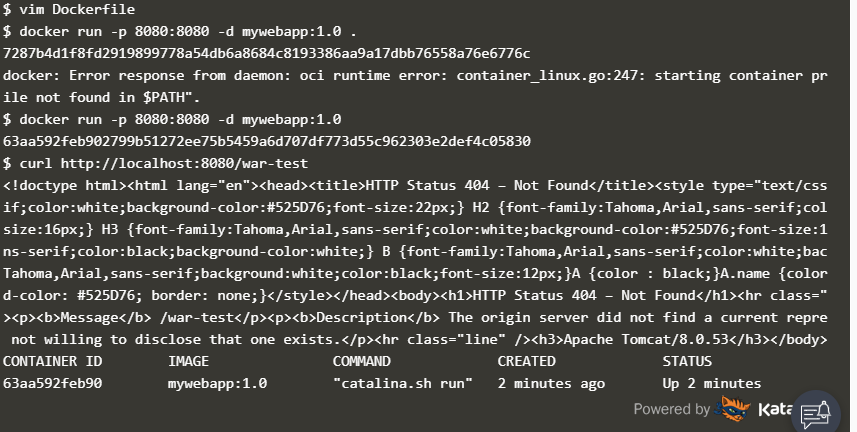 $ vim Dockerfile
$ docker run -p 8080:8080 -d mywebapp:1.0 .
7287b4d1f8fd2919899778a54db6a8684c8193386aa9a17dbb76558a76e6776c
docker: Error response from daemon: oci runtime error: container_linux.go:247: starting container pr
ile not found in $PATH".
$ docker run -p 8080:8080 -d mywebapp:1.0
63aa592feb902799b51272ee75b5459a6d707df773d55c962303e2def4c05830
$ curl http://localhost:8080/war-test
<!doctype html><html lang="en"><head><title>HTTP Status 404 – Not Found</title><style type="text/css
if;color:white;background-color:#525D76;font-size:22px;} H2 {font-family:Tahoma,Arial,sans-serif;col
size:16px;} H3 {font-family:Tahoma,Arial,sans-serif;color:white;background-color:#525D76;font-size:1
ns-serif;color:black;background-color:white;} B {font-family:Tahoma,Arial,sans-serif;color:white;bac
Tahoma,Arial,sans-serif;background:white;color:black;font-size:12px;}A {color : black;}A.name {color
d-color: #525D76; border: none;}</style></head><body><h1>HTTP Status 404 – Not Found</h1><hr class="
><p><b>Message</b> /war-test</p><p><b>Description</b> The origin server did not find a current repre
not willing to disclose that one exists.</p><hr class="line" /><h3>Apache Tomcat/8.0.53</h3></body>
CONTAINER ID IMAGE COMMAND CREATED STATUS
63aa592feb90 mywebapp:1.0 "catalina.sh run" 2 minutes ago Up 2 minutes
Powered by Kata